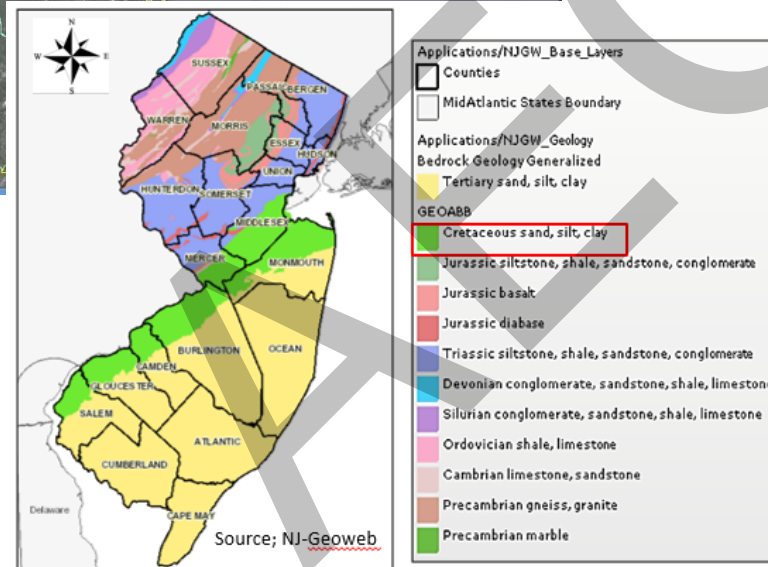 N
W
E
S
SUSSEX
PASSAIC
BERGEN
WARREN
MORRIS
ESSEX
HUDSON
UNION
HUNTERDON
SOMERSET
MIDDLESEX
MERCER
MONMOUTH
OCEAN
BURLINGTON
CAMDEN
GLOUCESTER
SALEM
ATLANTIC
CUMBERLAND
CAPE MAY
Delaware
Source; NJ-Geoweb
Applications/NJGW_Base_Layers
Counties
MidAtlantic States Boundary
Applications/NJGW_Geology
Bedrock Geology Generalized
Tertiary sand, silt, clay
GEOABB
Cretaceous sand, silt, clay
Jurassic siltstone, shale, sandstone, conglomerate
Jurassic basalt
Jurassic diabase
Triassic siltstone, shale, sandstone, conglomerate
Devonian conglomerate, sandstone, shale, limestone
Silurian conglomerate, sandstone, shale, limestone
Ordovician shale, limestone
Cambrian limestone, sandstone
Precambrian gneiss, granite
Precambrian marble